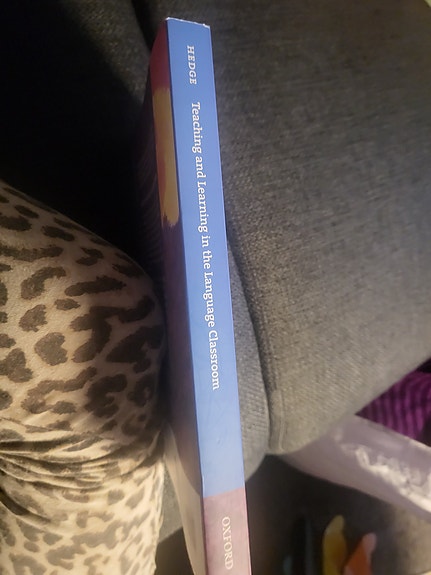 HEDGE
Teaching and Learning in the Language Classroom
OXFORD